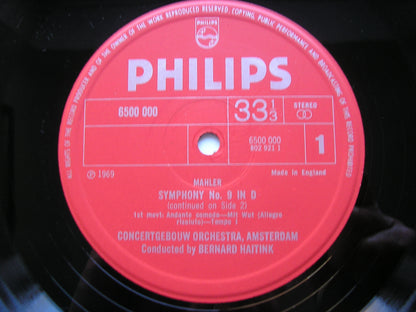 ALL RIGHTS OF THE RECORD PRODUCER AND OF THE OWNER OF THE WORK REPRODUCED RESERVED. COPYING, PUBLIC PERFORMANCE AND BROADCASTING OF THIS RECORD PROHIBITED
PHILIPS
PHILIPS
6500 000
33 1/3
STEREO
6500 000
802 921 1
1
Ⓟ 1969
Made in England
MAHLER
SYMPHONY No. 9 IN D
(continued on Side 2)
1st movt: Andante comodo—Mit Wut (Allegro
risoluto)—Tempo I
CONCERTGEBOUW ORCHESTRA, AMSTERDAM
Conducted by BERNARD HAITINK